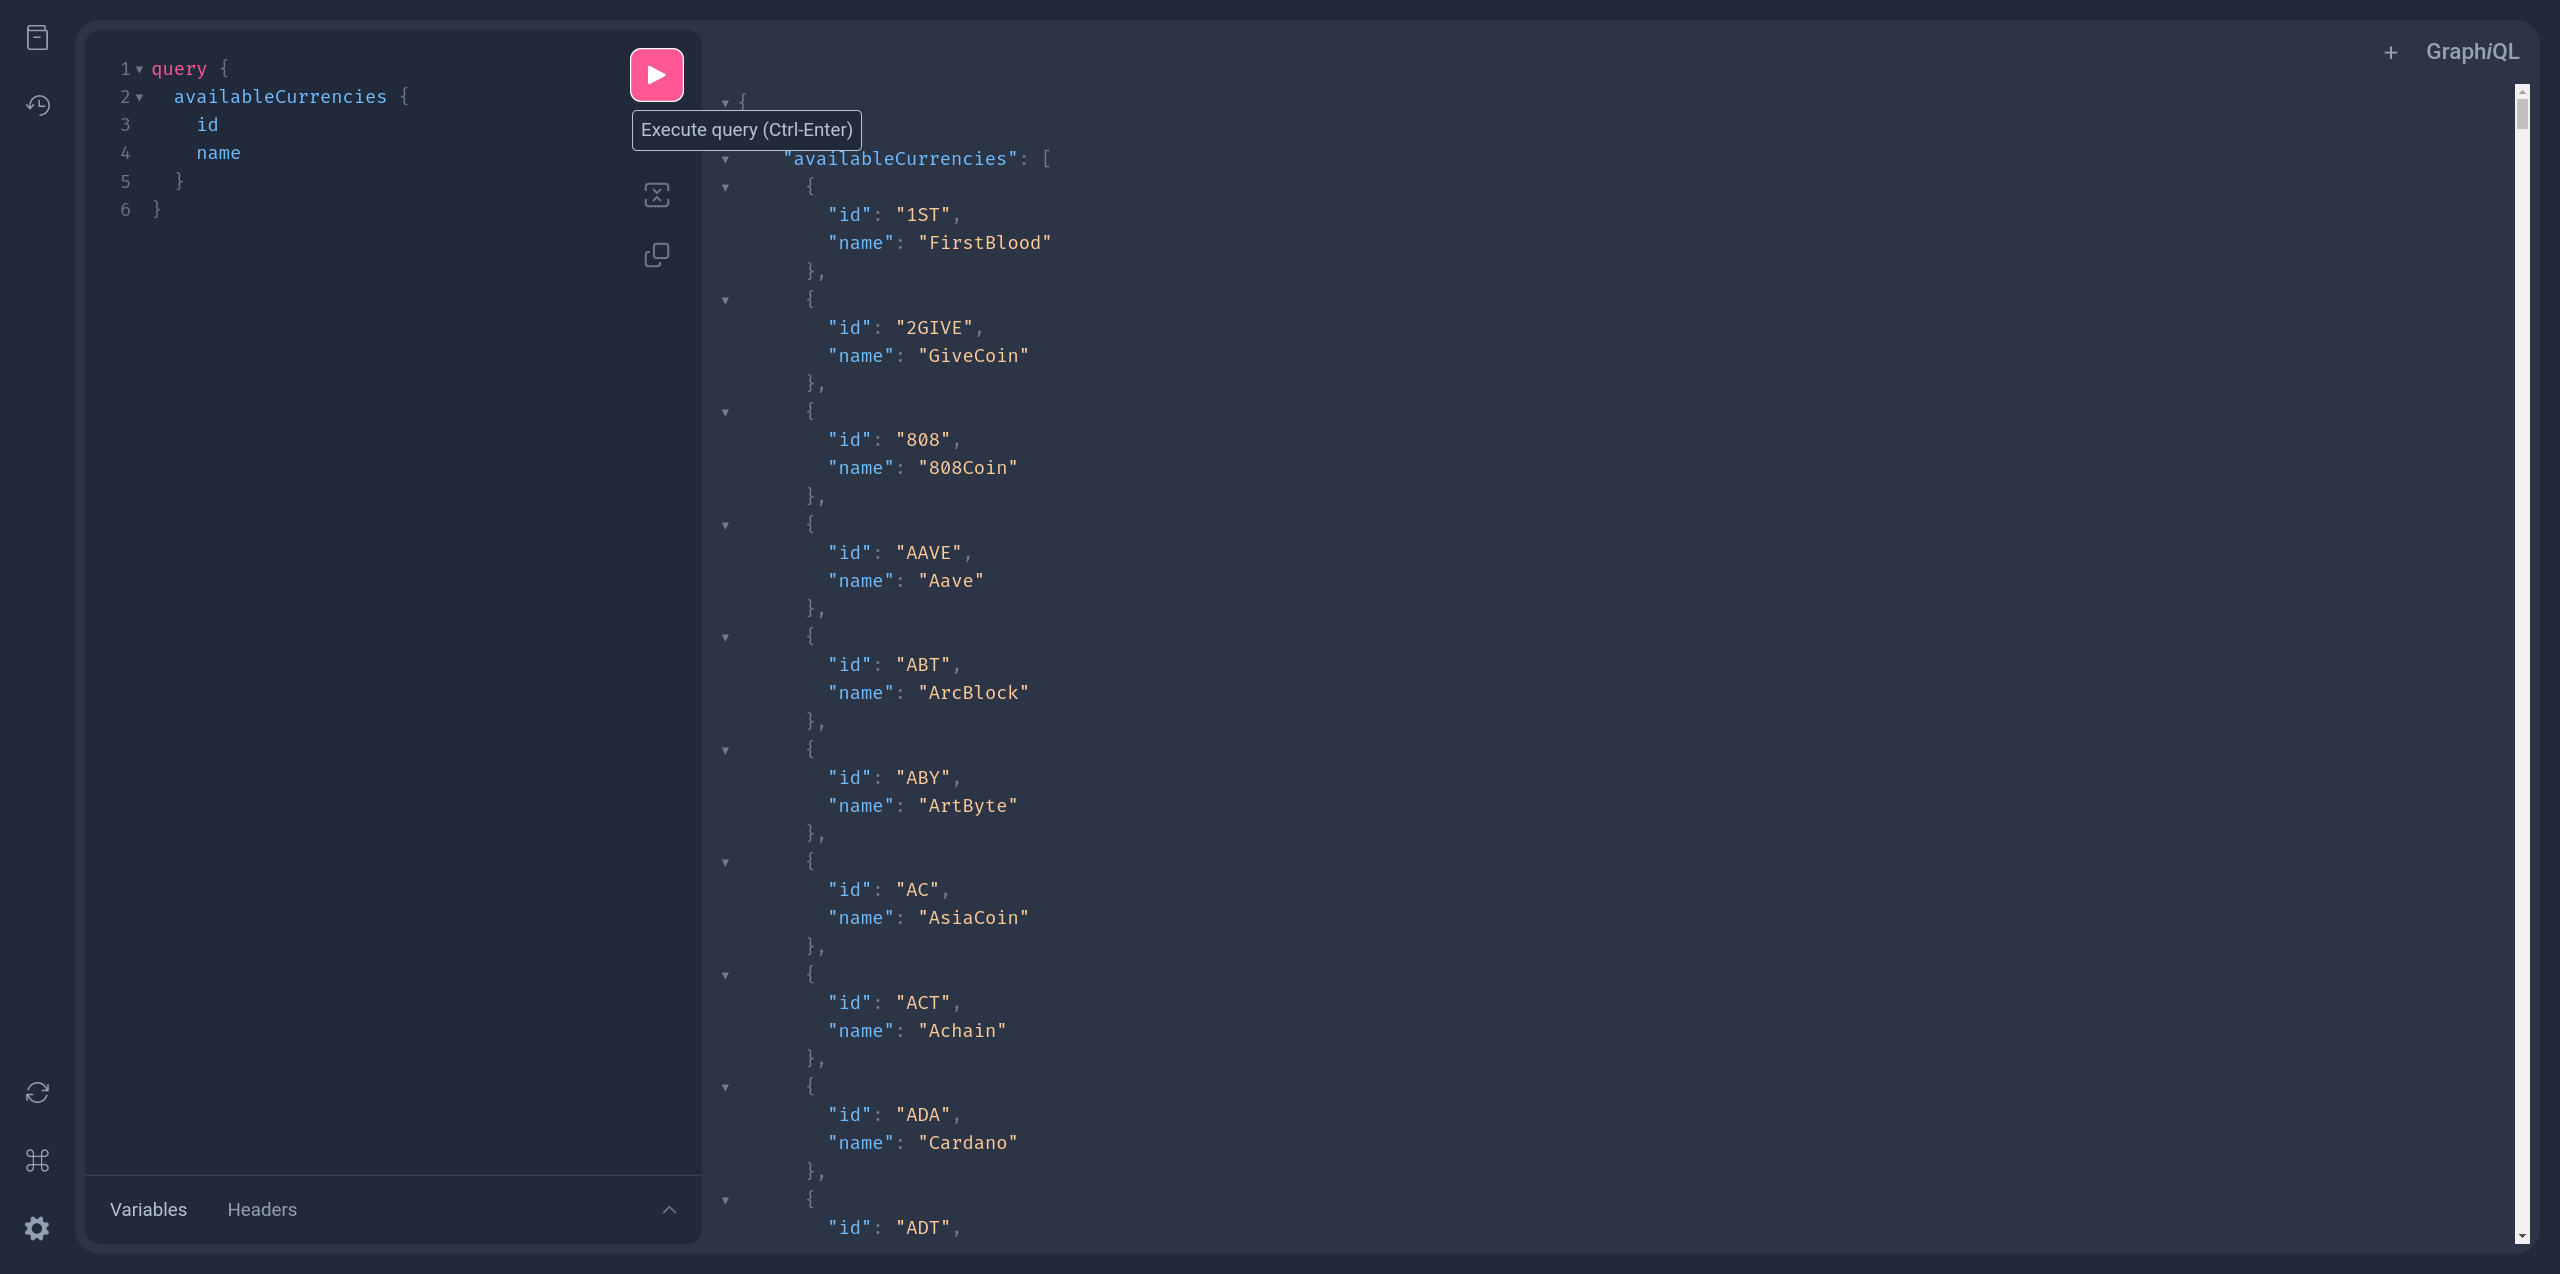 1 query {
2   availableCurrencies {
3     id
4     name
5   }
6 }
Execute query (Ctrl-Enter)
Variables Headers
+ GraphiQL
{
    "availableCurrencies": [
      {
        "id": "1ST",
        "name": "FirstBlood"
      },
      {
        "id": "2GIVE",
        "name": "GiveCoin"
      },
      {
        "id": "808",
        "name": "808Coin"
      },
      {
        "id": "AAVE",
        "name": "Aave"
      },
      {
        "id": "ABT",
        "name": "ArcBlock"
      },
      {
        "id": "ABY",
        "name": "ArtByte"
      },
      {
        "id": "AC",
        "name": "AsiaCoin"
      },
      {
        "id": "ACT",
        "name": "Achain"
      },
      {
        "id": "ADA",
        "name": "Cardano"
      },
      {
        "id": "ADT",